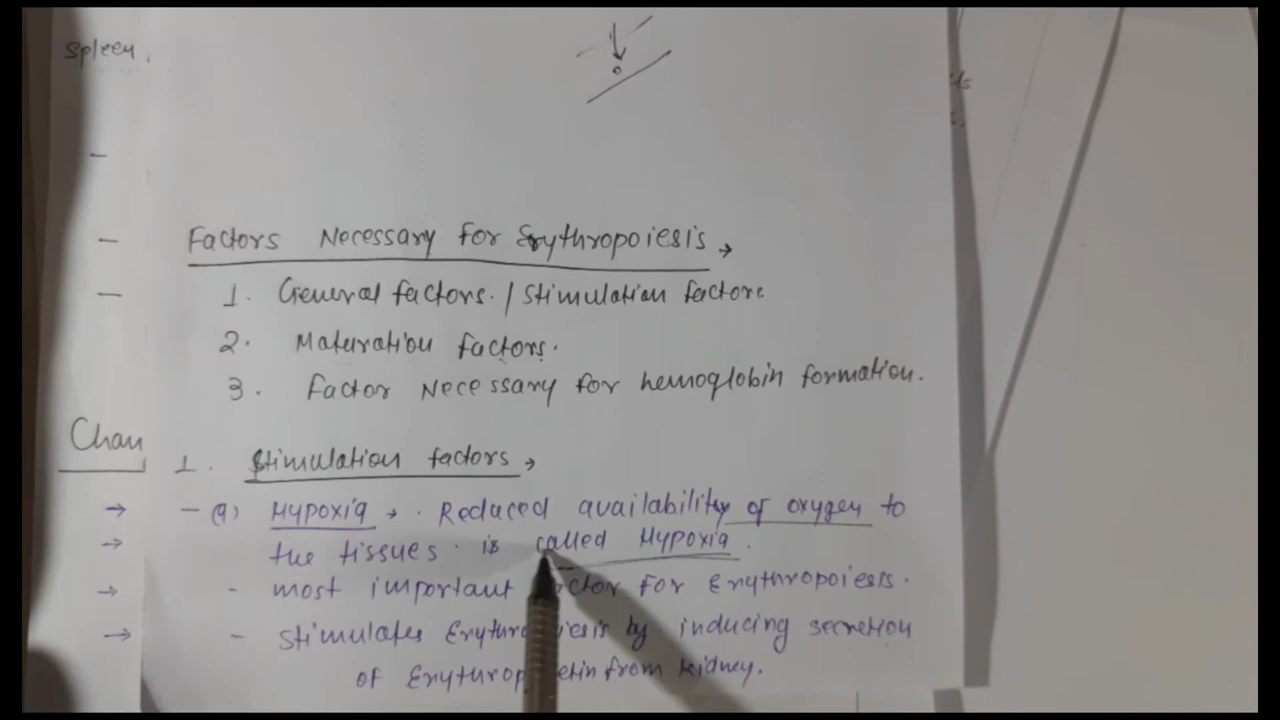 Spleen.
Factors Necessary for Erythropoiesis →
1. General factors. / Stimulation factors
2. Maturation factors.
3. Factor Necessary for hemoglobin formation.
Chan
1. Stimulation factors →
→ - (a) Hypoxia → . Reduced availability of oxygen to
→ the tissues is called Hypoxia.
→ - most important factor for Erythropoiesis.
→ - Stimulates Erythropoiesis by inducing secretion
of Erythropoietin from kidney.